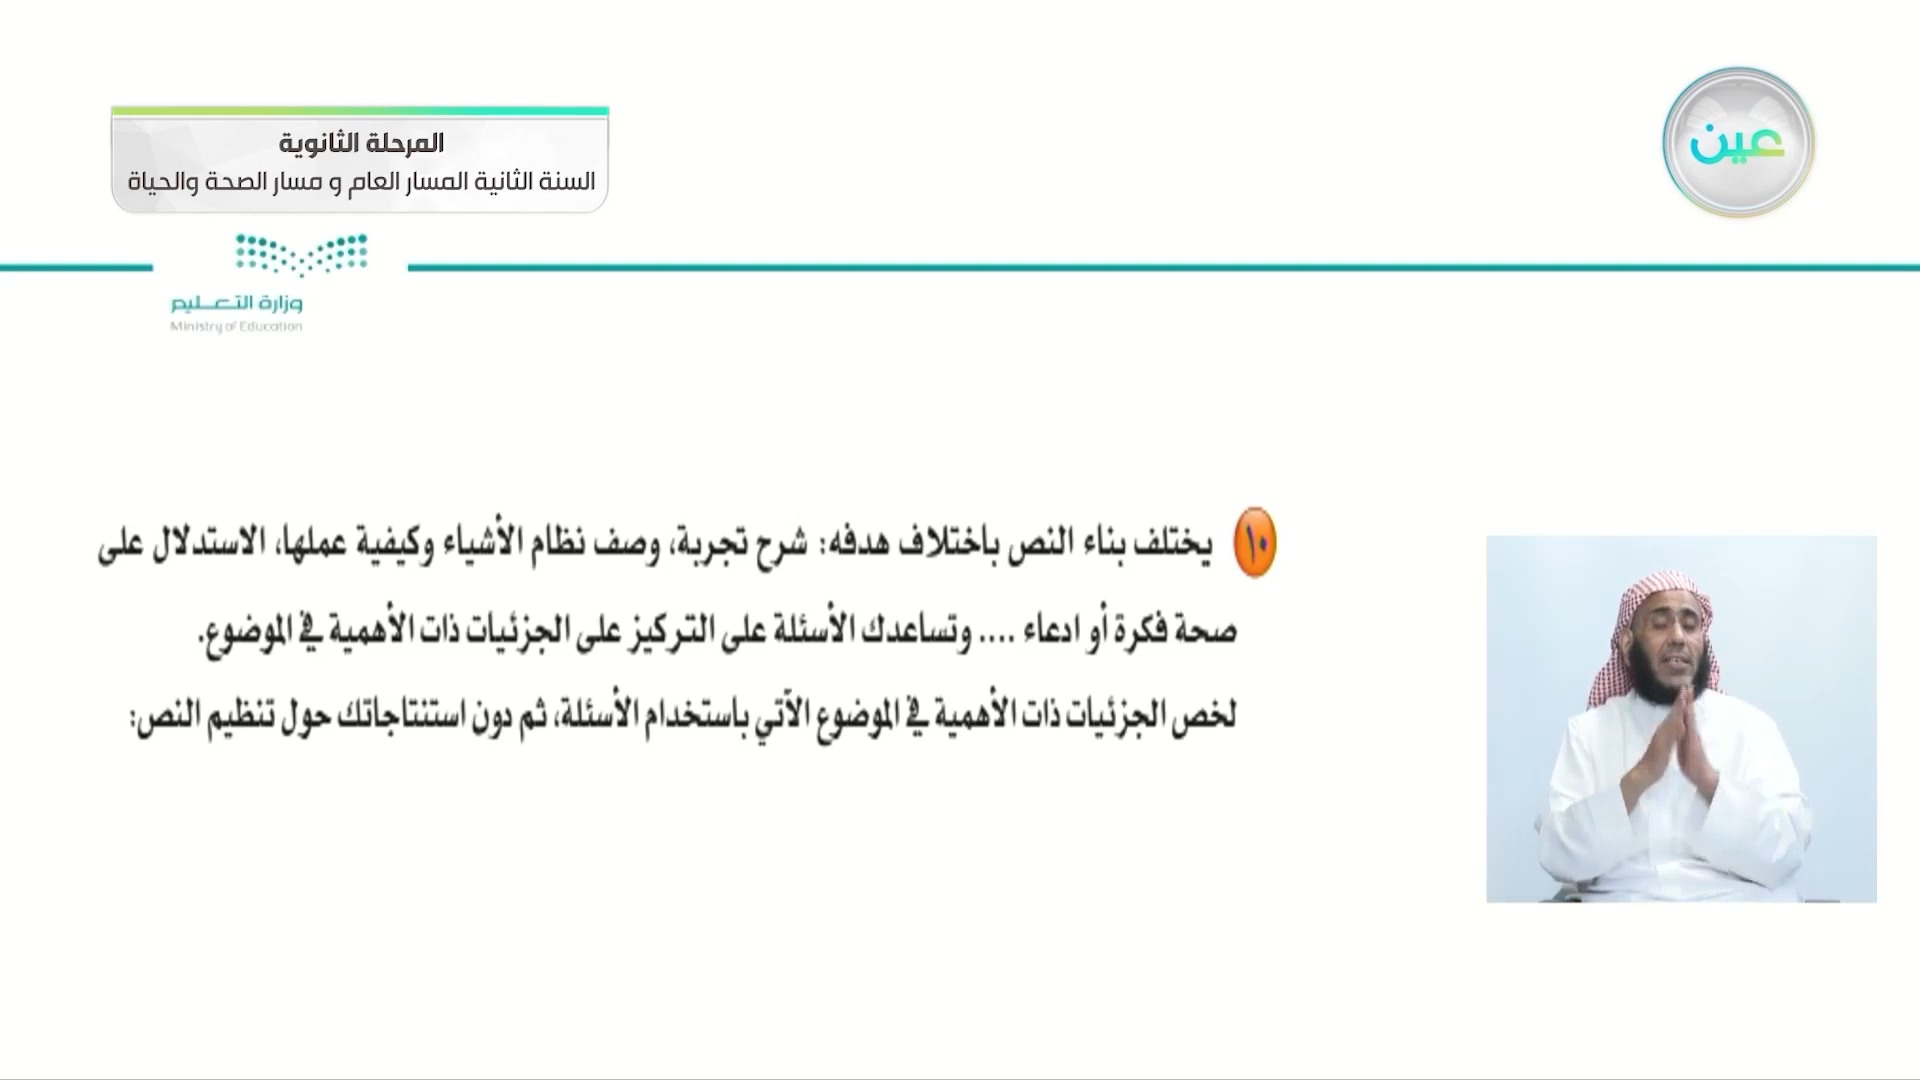 المرحلة الثانوية
السنة الثانية المسار العام و مسار الصحة والحياة
عين
وزارة التعليم
Ministry of Education
١٠ يختلف بناء النص باختلاف هدفه: شرح تجربة، وصف نظام الأشياء وكيفية عملها، الاستدلال على
صحة فكرة أو ادعاء .... وتساعدك الأسئلة على التركيز على الجزئيات ذات الأهمية في الموضوع.
لخص الجزئيات ذات الأهمية في الموضوع الآتي باستخدام الأسئلة، ثم دون استنتاجاتك حول تنظيم النص: